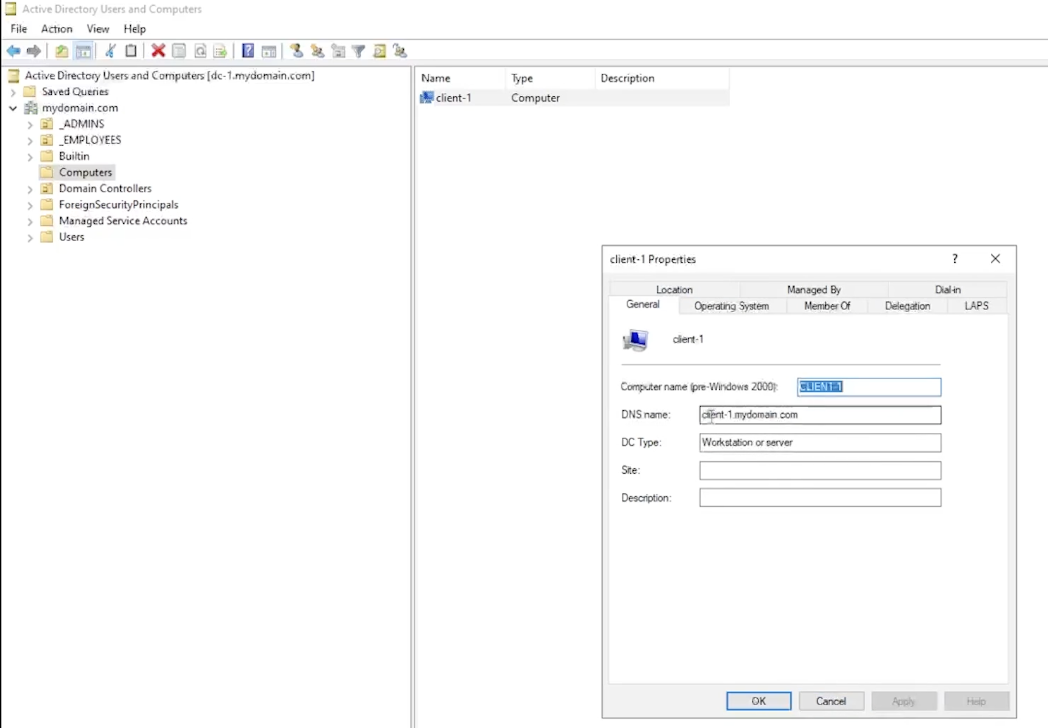 Active Directory Users and Computers
File Action View Help
Active Directory Users and Computers [dc-1.mydomain.com]
Saved Queries
mydomain.com
_ADMINS
_EMPLOYEES
Builtin
Computers
Domain Controllers
ForeignSecurityPrincipals
Managed Service Accounts
Users
Name Type Description
client-1 Computer
client-1 Properties ?
Location Managed By Dial-in
General Operating System Member Of Delegation LAPS
client-1
Computer name (pre-Windows 2000): CLIENT-1
DNS name: client-1.mydomain.com
DC Type: Workstation or server
Site:
Description:
OK Cancel Apply Help